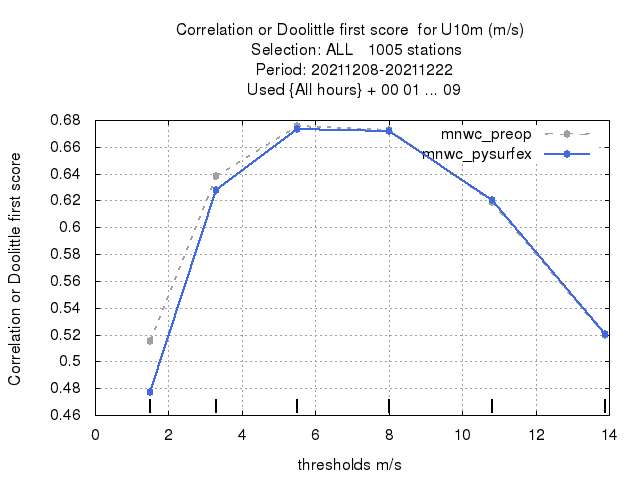 Correlation or Doolittle first score  for U10m (m/s)
Selection: ALL   1005 stations
Period: 20211208-20211222
Used {All hours} + 00 01 ... 09
mnwc_preop
mnwc_pysurfex
Correlation or Doolittle first score
0.68
0.66
0.64
0.62
0.6
0.58
0.56
0.54
0.52
0.5
0.48
0.46
0 2 4 6 8 10 12 14
thresholds m/s